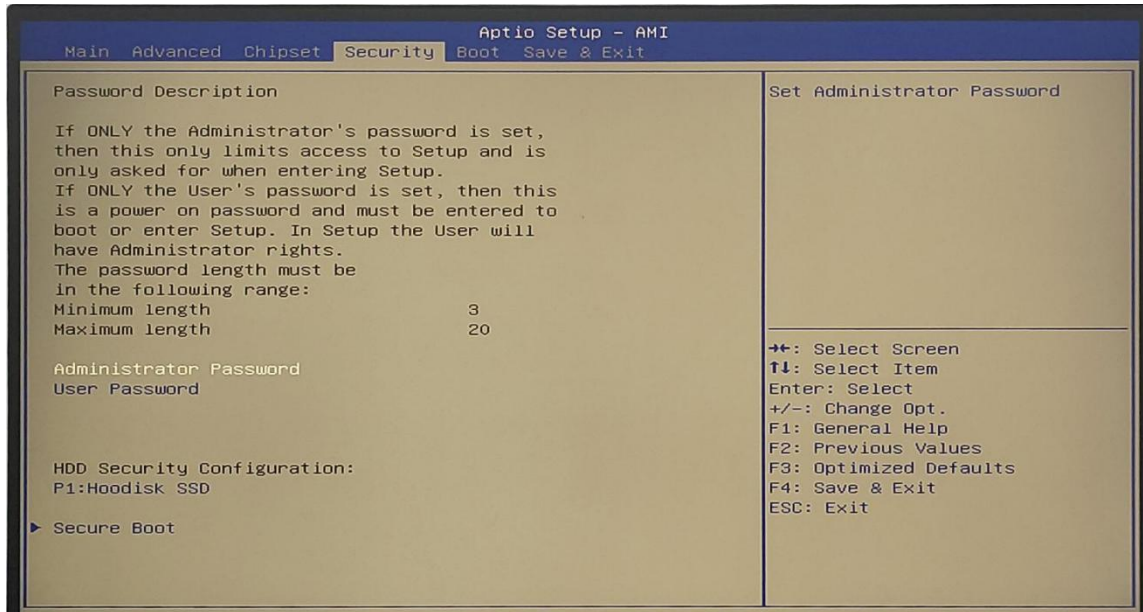 Aptio Setup – AMI
Main Advanced Chipset Security Boot Save & Exit
Password Description
If ONLY the Administrator's password is set,
then this only limits access to Setup and is
only asked for when entering Setup.
If ONLY the User's password is set, then this
is a power on password and must be entered to
boot or enter Setup. In Setup the User will
have Administrator rights.
The password length must be
in the following range:
Minimum length 3
Maximum length 20
Administrator Password
User Password
HDD Security Configuration:
P1:Hoodisk SSD
Secure Boot
Set Administrator Password
→←: Select Screen
↑↓: Select Item
Enter: Select
+/-: Change Opt.
F1: General Help
F2: Previous Values
F3: Optimized Defaults
F4: Save & Exit
ESC: Exit